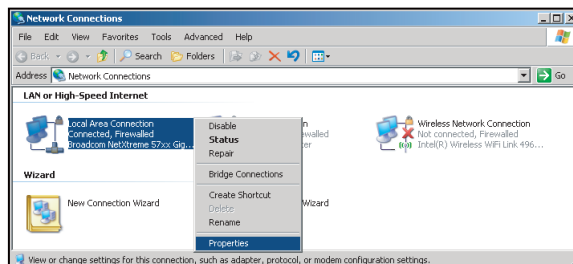 Network Connections
File Edit View Favorites Tools Advanced Help
Back Search Folders
Address Network Connections Go
LAN or High-Speed Internet
Local Area Connection
Connected, Firewalled
Broadcom NetXtreme 57xx Gig...
Disable
Status
Repair
Bridge Connections
Create Shortcut
Delete
Rename
Properties
Wireless Network Connection
Not connected, Firewalled
Intel(R) Wireless WiFi Link 496...
Wizard
New Connection Wizard
Wizard
View or change settings for this connection, such as adapter, protocol, or modem configuration settings.